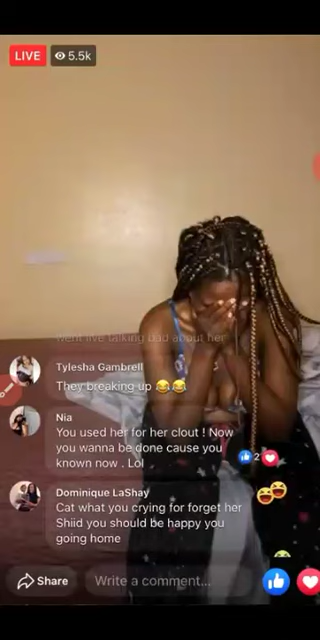 LIVE 5.5k
went live talking bad about her
Tylesha Gambrell
They breaking up 😂😂
Nia
You used her for her clout ! Now
you wanna be done cause you
known now . Lol
2
Dominique LaShay
Cat what you crying for forget her
Shiid you should be happy you
going home
Share
Write a comment...